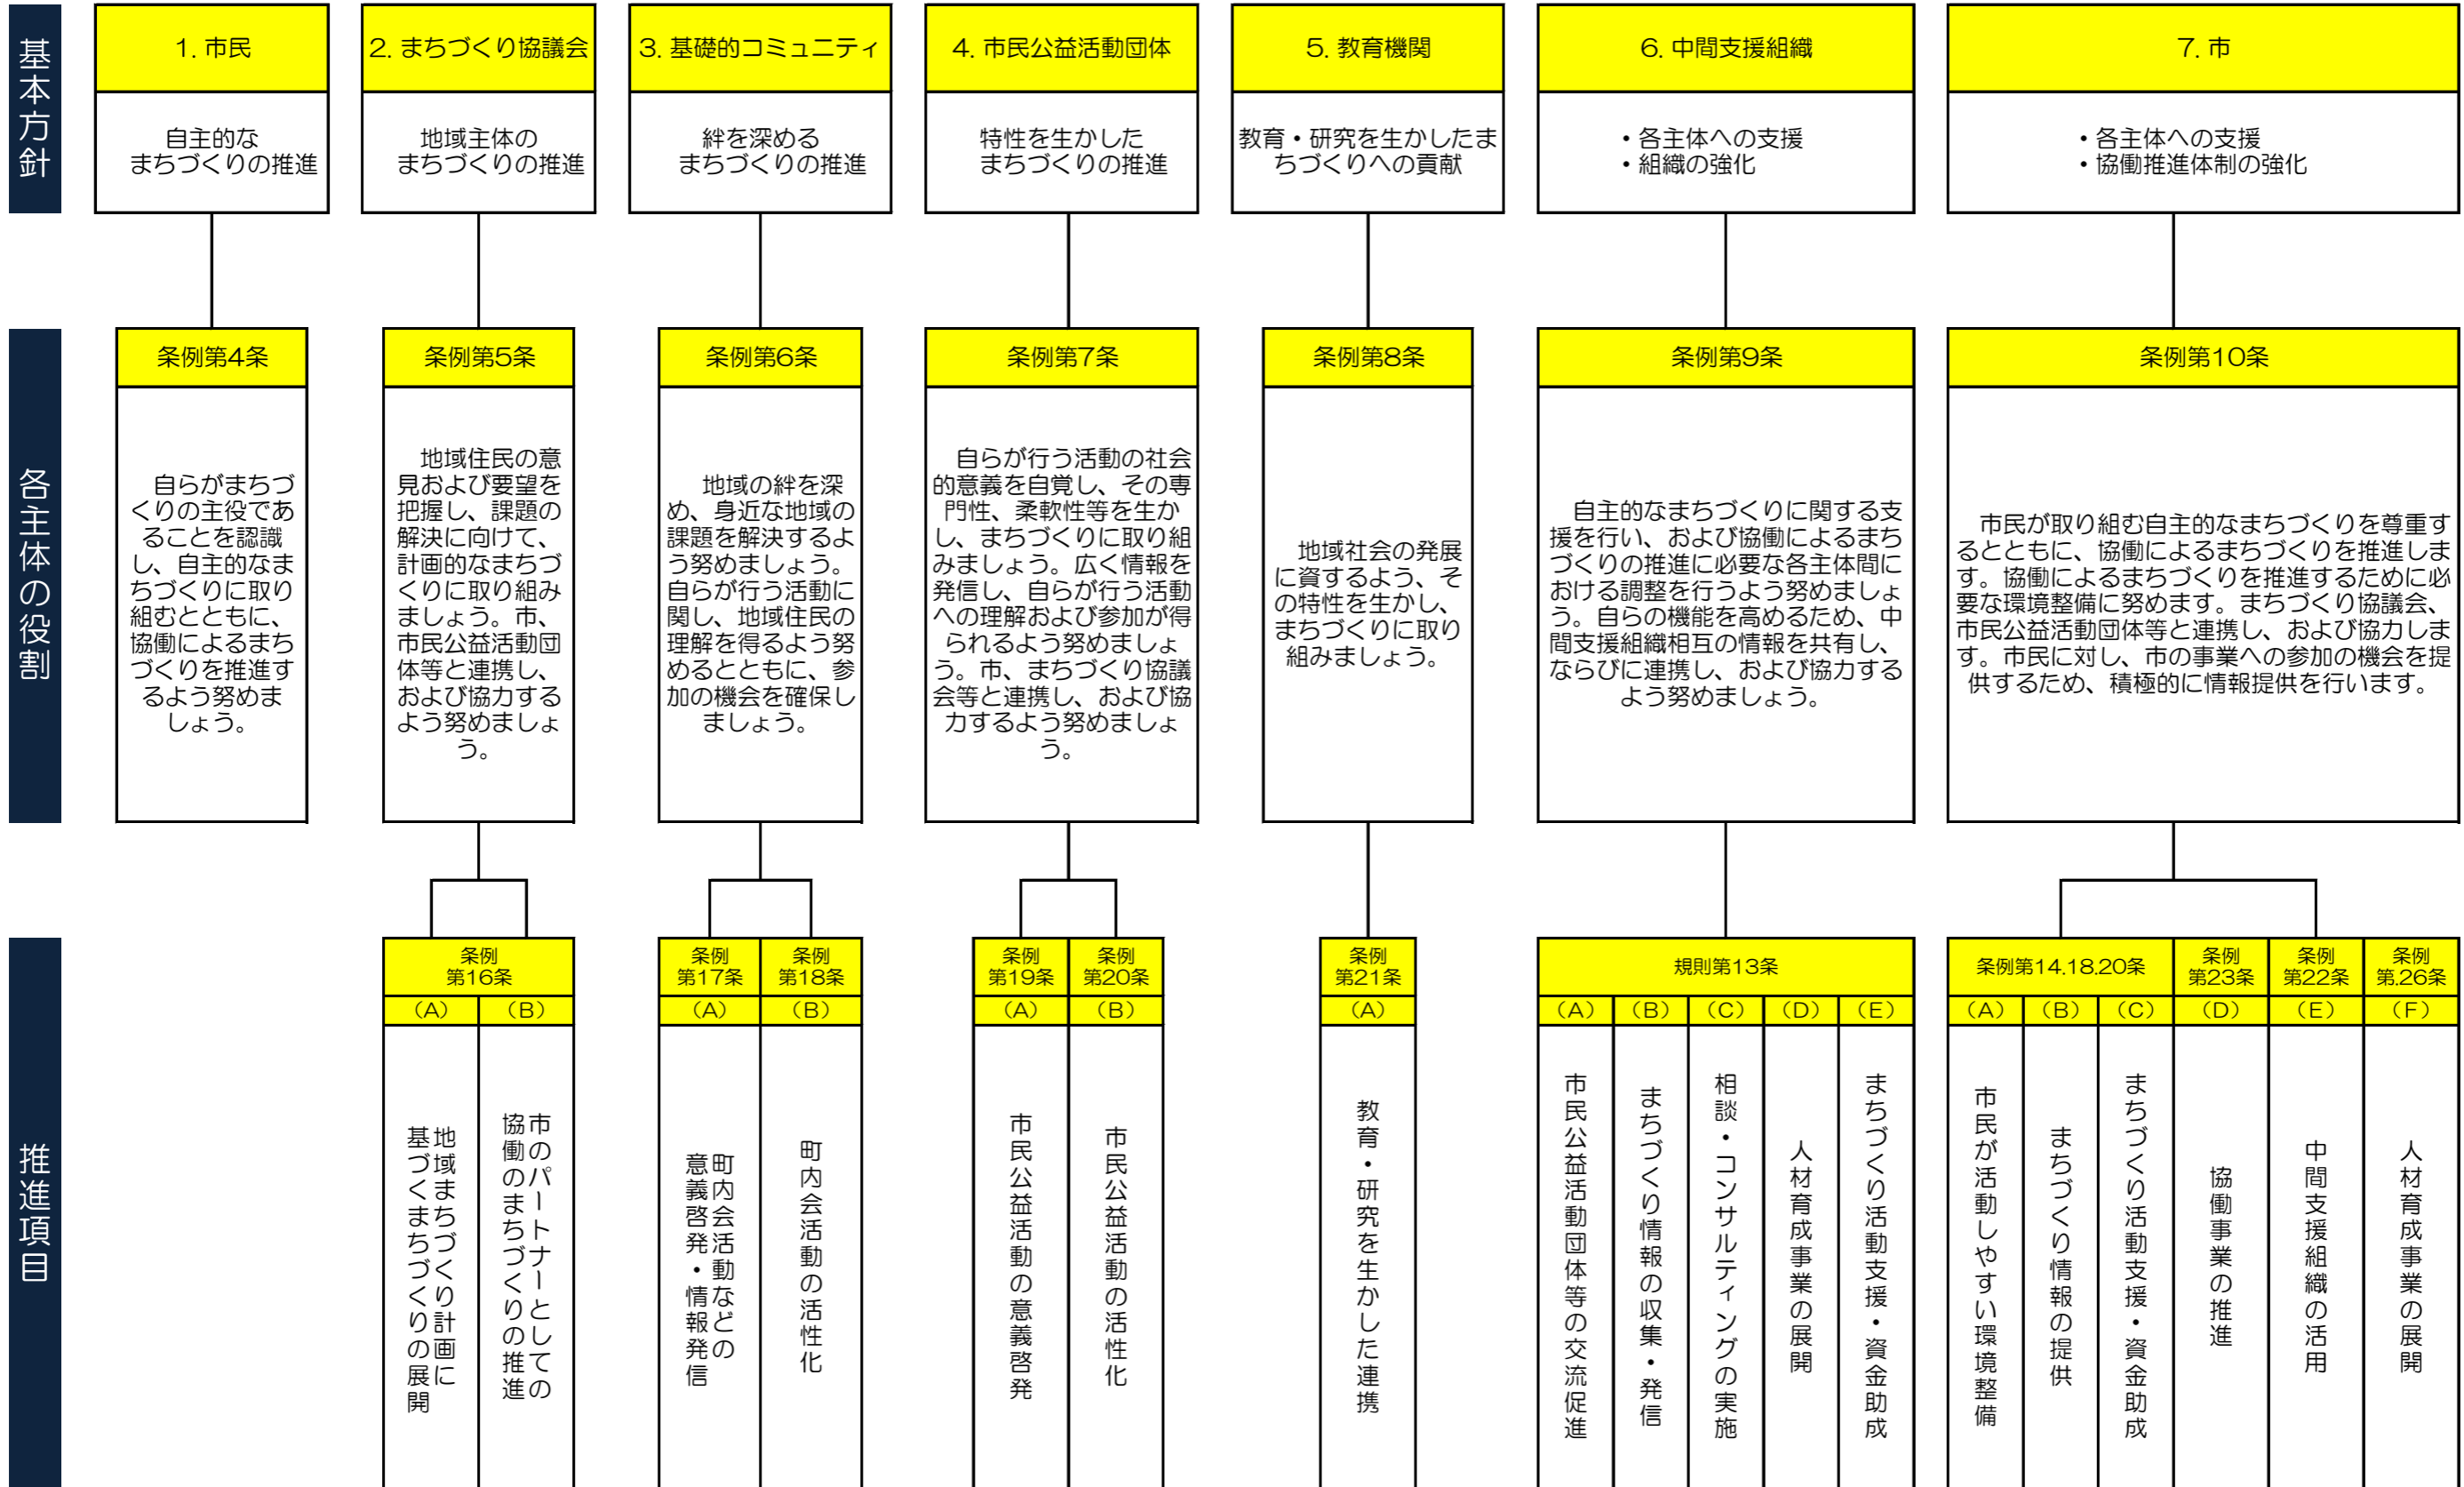 基本方針
1. 市民
自主的な
まちづくりの推進
2. まちづくり協議会
地域主体の
まちづくりの推進
3. 基礎的コミュニティ
絆を深める
まちづくりの推進
4. 市民公益活動団体
特性を生かした
まちづくりの推進
5. 教育機関
教育・研究を生かしたま
ちづくりへの貢献
6. 中間支援組織
・各主体への支援
・組織の強化
7. 市
・各主体への支援
・協働推進体制の強化
各主体の役割
条例第4条
自らがまちづ
くりの主役であ
ることを認識
し、自主的なま
ちづくりに取り
組むとともに、
協働によるまち
づくりを推進す
るよう努めま
しょう。
条例第5条
地域住民の意
見および要望を
把握し、課題の
解決に向けて、
計画的なまちづ
くりに取り組み
ましょう。市、
市民公益活動団
体等と連携し、
および協力する
よう努めましょ
う。
条例第6条
地域の絆を深
め、身近な地域の
課題を解決するよ
う努めましょう。
自らが行う活動に
関し、地域住民の
理解を得るよう努
めるとともに、参
加の機会を確保し
ましょう。
条例第7条
自らが行う活動の社会
的意義を自覚し、その専
門性、柔軟性等を生か
し、まちづくりに取り組
みましょう。広く情報を
発信し、自らが行う活動
への理解および参加が得
られるよう努めましょ
う。市、まちづくり協議
会等と連携し、および協
力するよう努めましょ
う。
条例第8条
地域社会の発展
に資するよう、そ
の特性を生かし、
まちづくりに取り
組みましょう。
条例第9条
自主的なまちづくりに関する支
援を行い、および協働によるまち
づくりの推進に必要な各主体間に
おける調整を行うよう努めましょ
う。自らの機能を高めるため、中
間支援組織相互の情報を共有し、
ならびに連携し、および協力する
よう努めましょう。
条例第10条
市民が取り組む自主的なまちづくりを尊重す
るとともに、協働によるまちづくりを推進しま
す。協働によるまちづくりを推進するために必
要な環境整備に努めます。まちづくり協議会、
市民公益活動団体等と連携し、および協力しま
す。市民に対し、市の事業への参加の機会を提
供するため、積極的に情報提供を行います。
推進項目
条例
第16条
（A）
地域まちづくり計画に
基づくまちづくりの展開
（B）
市のパートナーとしての
協働のまちづくりの推進
条例
第17条
（A）
町内会活動などの
意義啓発・情報発信
条例
第18条
（B）
町内会活動の活性化
条例
第19条
（A）
市民公益活動の意義啓発
条例
第20条
（B）
市民公益活動の活性化
条例
第21条
（A）
教育・研究を生かした連携
規則第13条
（A）
市民公益活動団体等の交流促進
（B）
まちづくり情報の収集・発信
（C）
相談・コンサルティングの実施
（D）
人材育成事業の展開
（E）
まちづくり活動支援・資金助成
条例第14.18.20条
（A）
市民が活動しやすい環境整備
（B）
まちづくり情報の提供
（C）
まちづくり活動支援・資金助成
条例
第23条
（D）
協働事業の推進
条例
第22条
（E）
中間支援組織の活用
条例
第.26条
（F）
人材育成事業の展開